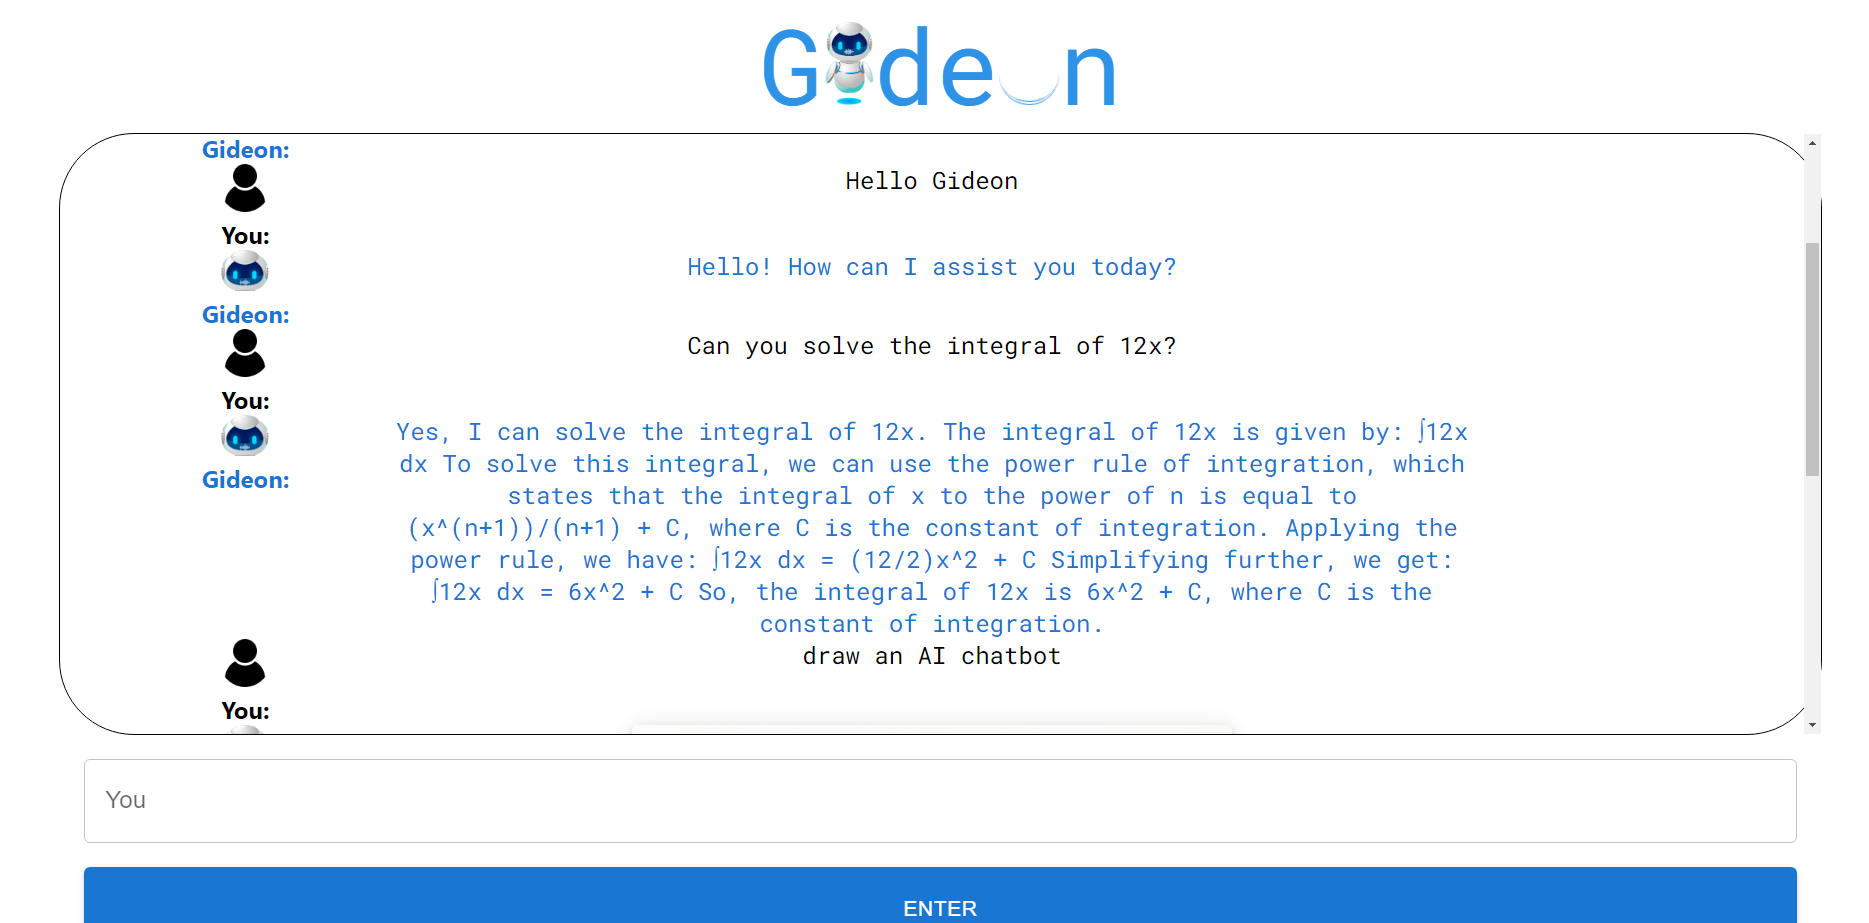 Gideon
Gideon:
Hello Gideon
You:
Hello! How can I assist you today?
Gideon:
Can you solve the integral of 12x?
You:
Yes, I can solve the integral of 12x. The integral of 12x is given by: ∫12x
dx To solve this integral, we can use the power rule of integration, which
Gideon:
states that the integral of x to the power of n is equal to
(x^(n+1))/(n+1) + C, where C is the constant of integration. Applying the
power rule, we have: ∫12x dx = (12/2)x^2 + C Simplifying further, we get:
∫12x dx = 6x^2 + C So, the integral of 12x is 6x^2 + C, where C is the
constant of integration.
draw an AI chatbot
You:
You
ENTER